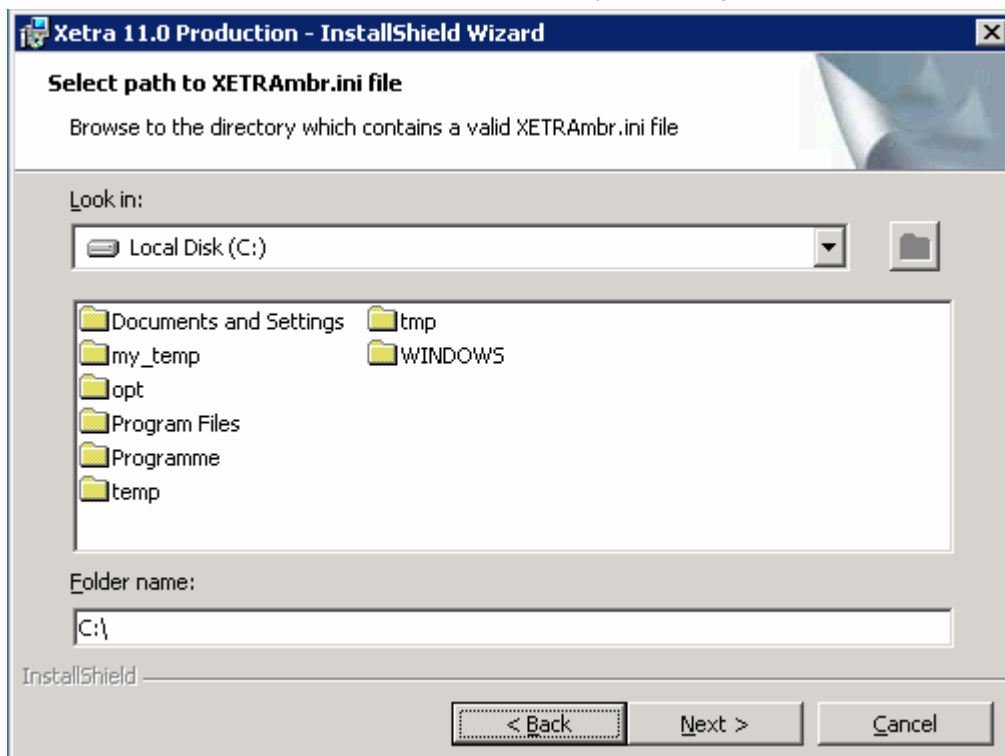 Xetra 11.0 Production - InstallShield Wizard
Select path to XETRAmbr.ini file
Browse to the directory which contains a valid XETRAmbr.ini file
Look in:
Local Disk (C:)
Documents and Settings
my_temp
opt
Program Files
Programme
temp
tmp
WINDOWS
Folder name:
C:\
InstallShield
< Back
Next >
Cancel